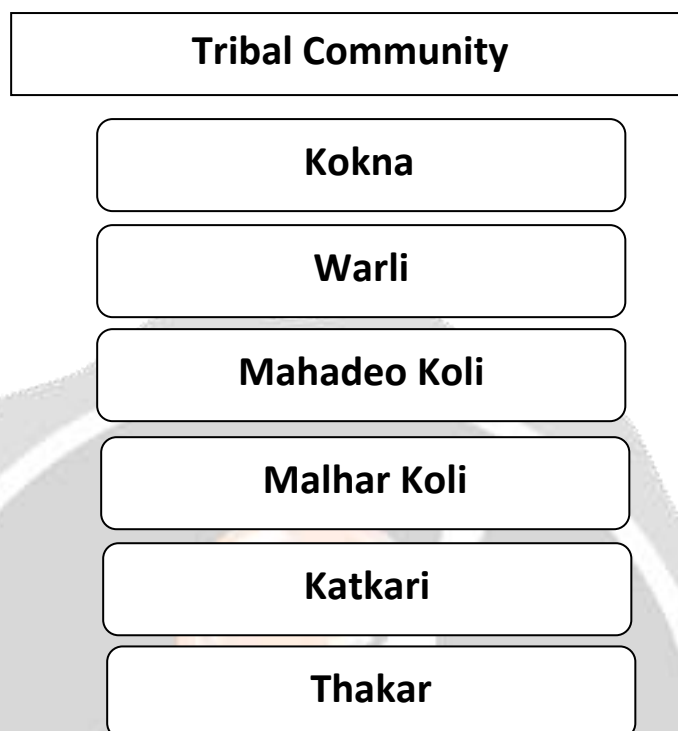 Tribal Community
Kokna
Warli
Mahadeo Koli
Malhar Koli
Katkari
Thakar